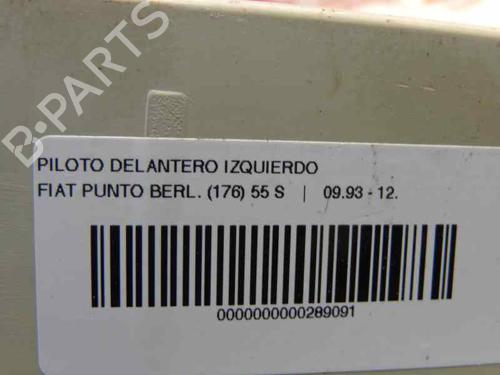 B-PARTS
PILOTO DELANTERO IZQUIERDO
FIAT PUNTO BERL. (176) 55 S | 09.93 - 12.
0000000000289091